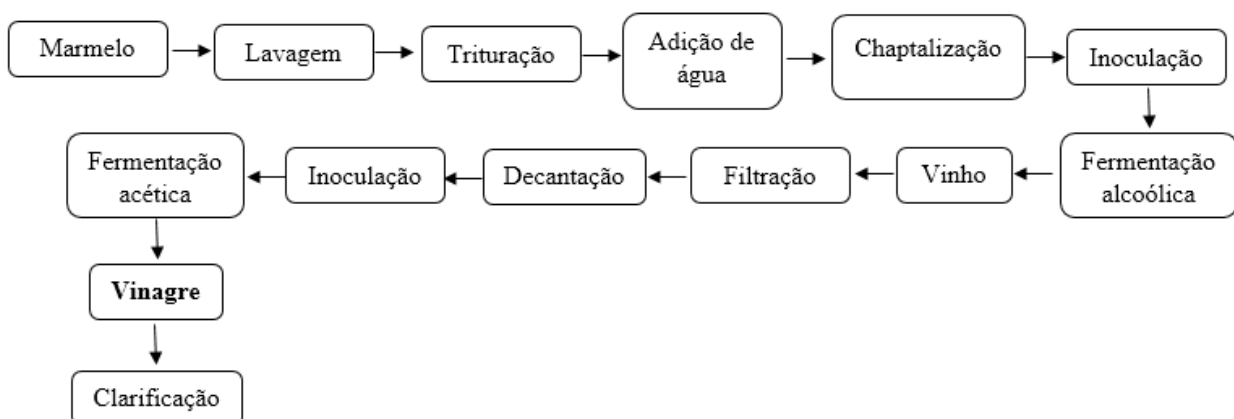 Marmelo
Lavagem
Trituração
Adição de
água
Chaptalização
Inoculação
Fermentação
alcoólica
Vinho
Filtração
Decantação
Inoculação
Fermentação
acética
Vinagre
Clarificação